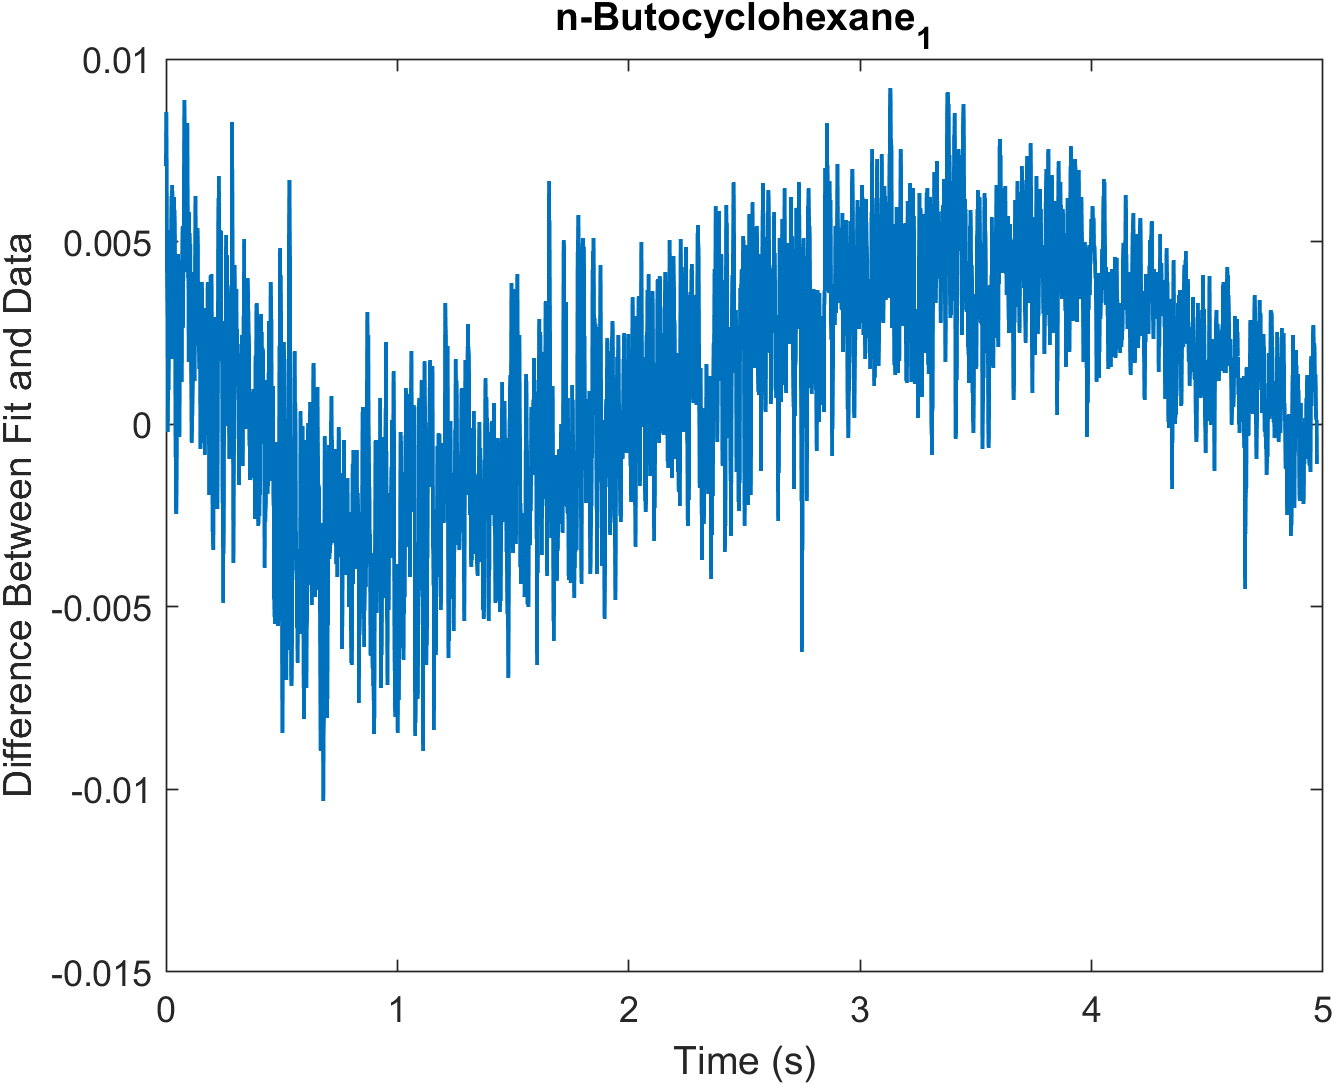 n-Butocyclohexane1
0.01
0.005
0
-0.005
-0.01
-0.015
0 1 2 3 4 5
Time (s)
Difference Between Fit and Data